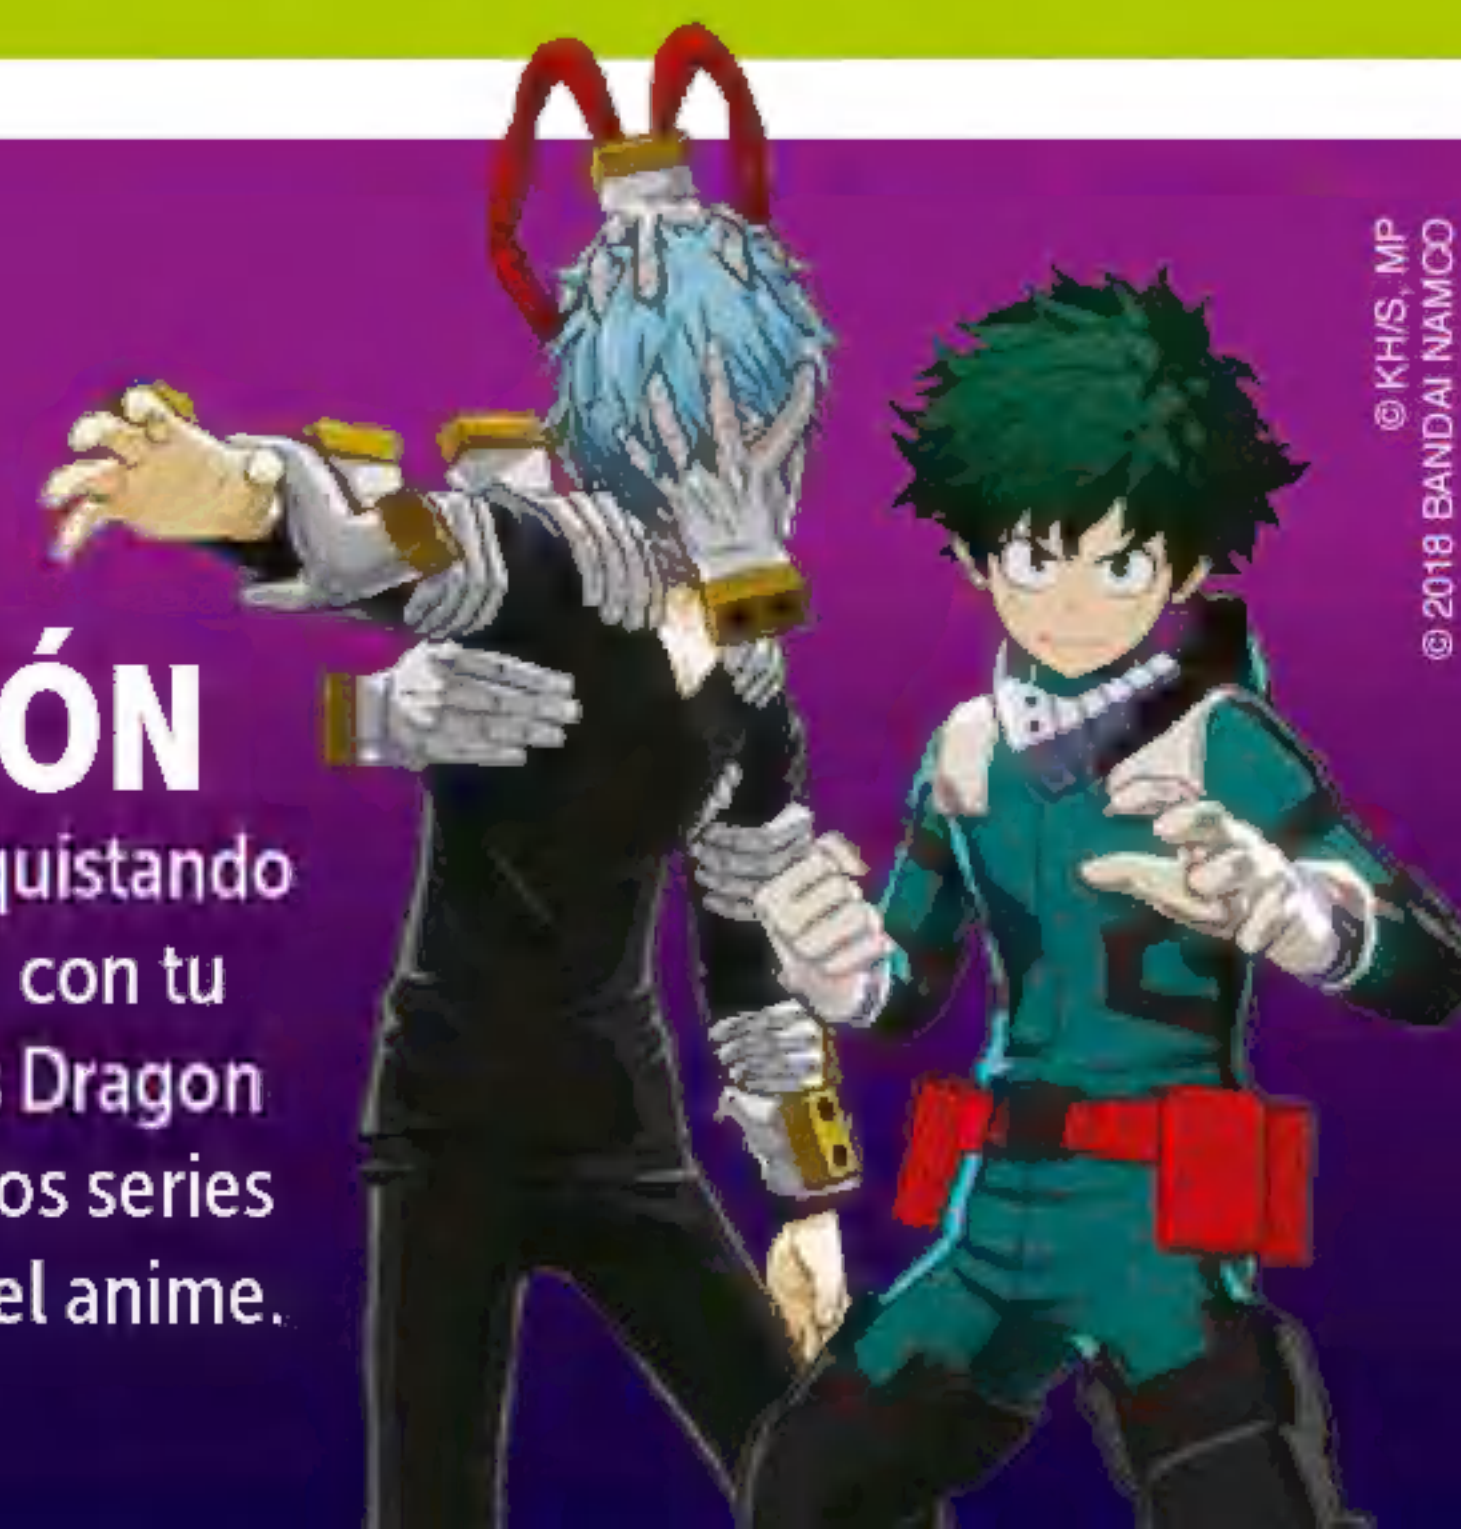 ÓN
quistando
con tu
s Dragon
os series
el anime.
© KH/S, MP
© 2018 BANDAI NAMCO